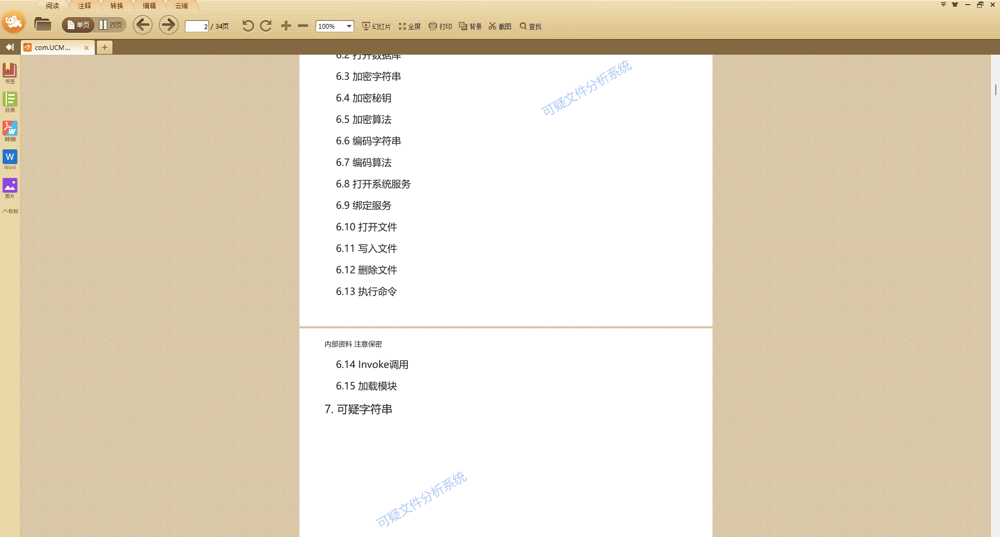 阅读 注释 转换 编辑 云端
单页 双页 2 / 34页 100% 幻灯片 全屏 打印 背景 截图 查找
com.UCM...
书签
目录
转换
W
Word
图片
收起
6.2 打开数据库
6.3 加密字符串
6.4 加密秘钥
6.5 加密算法
6.6 编码字符串
6.7 编码算法
6.8 打开系统服务
6.9 绑定服务
6.10 打开文件
6.11 写入文件
6.12 删除文件
6.13 执行命令
可疑文件分析系统
内部资料 注意保密
6.14 Invoke调用
6.15 加载模块
7. 可疑字符串
可疑文件分析系统